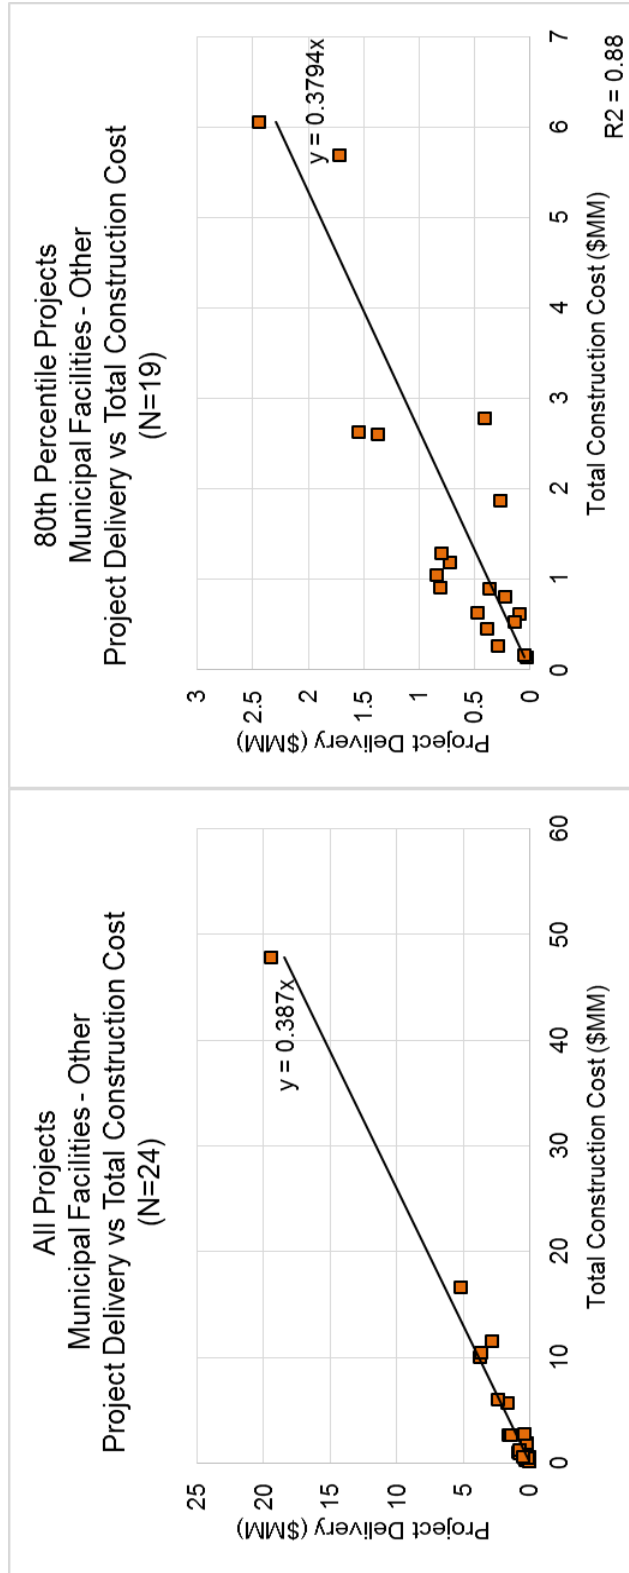 All Projects
Municipal Facilities - Other
Project Delivery vs Total Construction Cost
(N=24)
Project Delivery ($MM)
25
20
15
10
5
0
y = 0.387x
0 10 20 30 40 50 60
Total Construction Cost ($MM)
80th Percentile Projects
Municipal Facilities - Other
Project Delivery vs Total Construction Cost
(N=19)
Project Delivery ($MM)
3
2.5
2
1.5
1
0.5
0
y = 0.3794x
0 1 2 3 4 5 6 7
Total Construction Cost ($MM)
R2 = 0.88